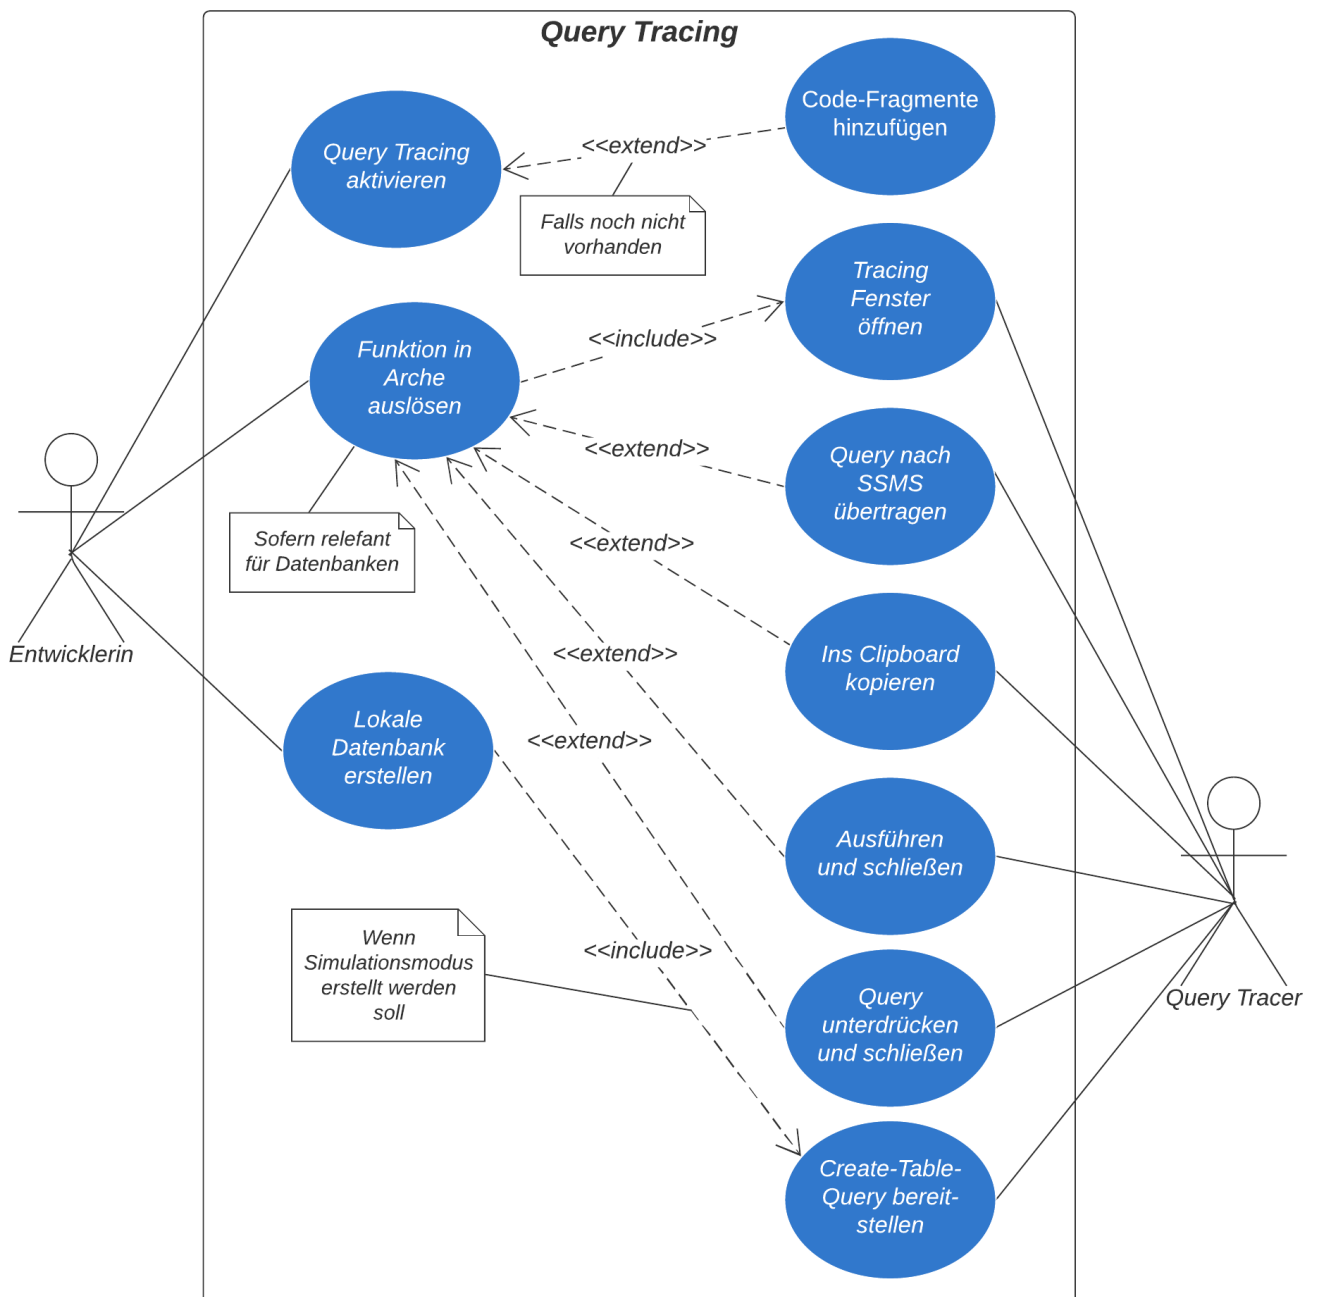 Query Tracing
Code-Fragmente
hinzufügen
Query Tracing
aktivieren
<<extend>>
Falls noch nicht
vorhanden
Tracing
Fenster
öffnen
<<include>>
Funktion in
Arche
auslösen
<<extend>>
Query nach
SSMS
übertragen
Sofern relefant
für Datenbanken
<<extend>>
Entwicklerin
<<extend>>
Ins Clipboard
kopieren
Lokale
Datenbank
erstellen
<<extend>>
Ausführen
und schließen
Wenn
Simulationsmodus
erstellt werden
soll
<<include>>
Query
unterdrücken
und schließen
Query Tracer
Create-Table-
Query bereit-
stellen